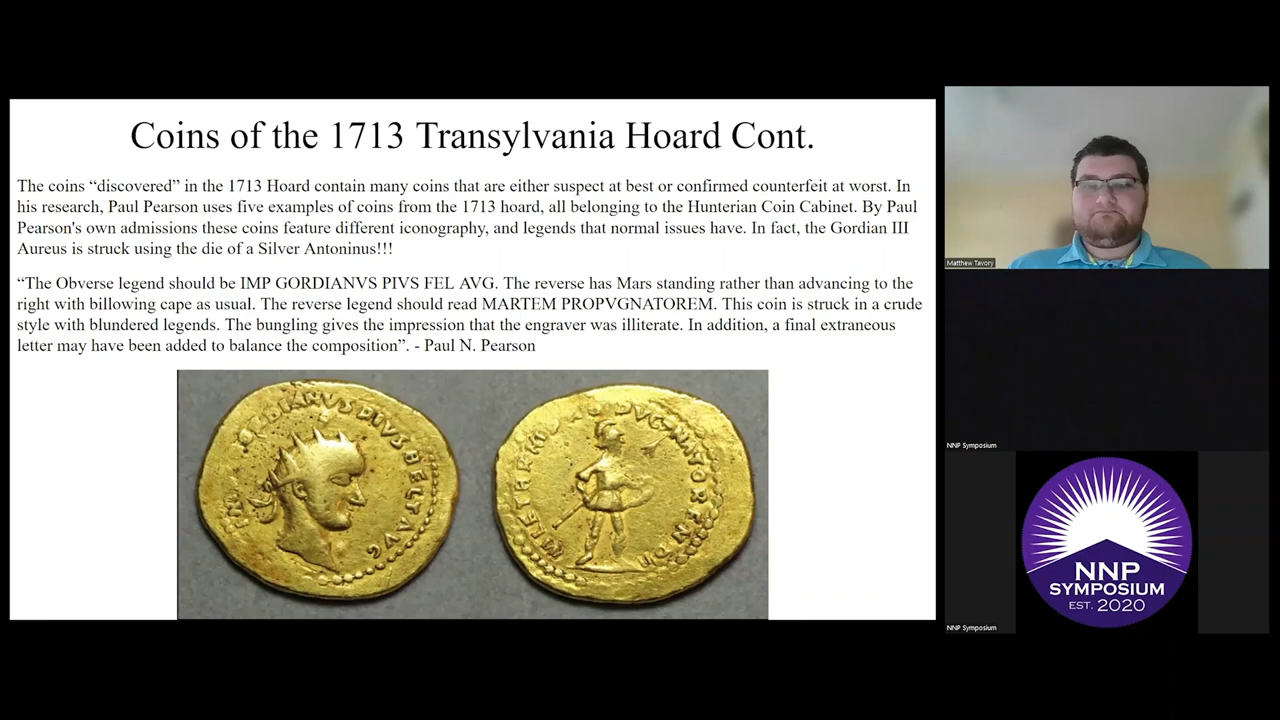 Coins of the 1713 Transylvania Hoard Cont.
The coins “discovered” in the 1713 Hoard contain many coins that are either suspect at best or confirmed counterfeit at worst. In
his research, Paul Pearson uses five examples of coins from the 1713 hoard, all belonging to the Hunterian Coin Cabinet. By Paul
Pearson's own admissions these coins feature different iconography, and legends that normal issues have. In fact, the Gordian III
Aureus is struck using the die of a Silver Antoninus!!!
“The Obverse legend should be IMP GORDIANVS PIVS FEL AVG. The reverse has Mars standing rather than advancing to the
right with billowing cape as usual. The reverse legend should read MARTEM PROPVGNATOREM. This coin is struck in a crude
style with blundered legends. The bungling gives the impression that the engraver was illiterate. In addition, a final extraneous
letter may have been added to balance the composition”. - Paul N. Pearson
Matthew Tavory
NNP Symposium
NNP
SYMPOSIUM
EST. 2020
NNP Symposium